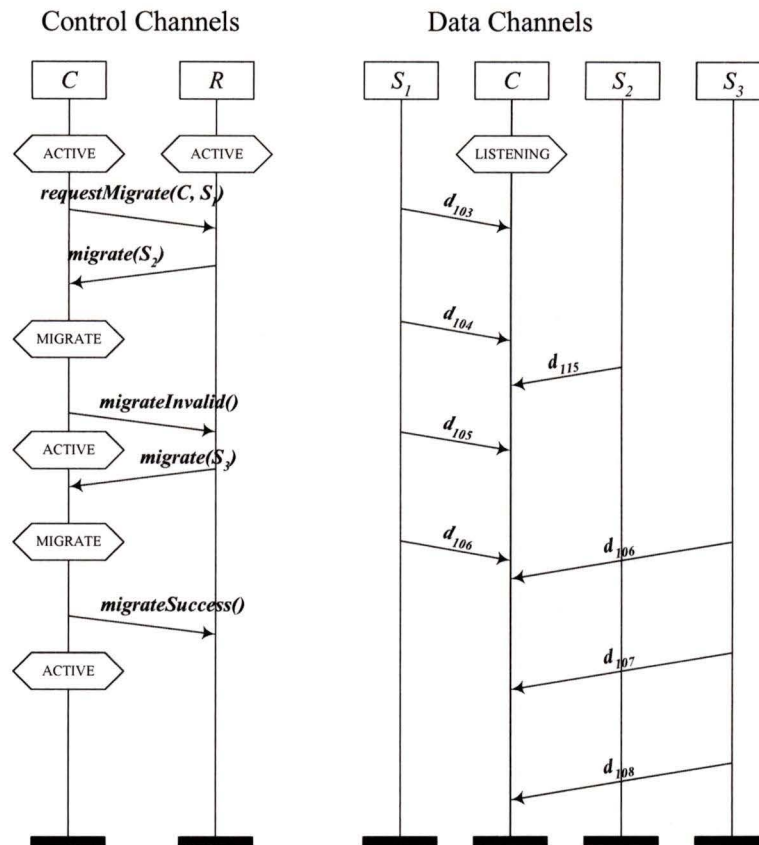 Control Channels
Data Channels
C
R
S1
C
S2
S3
ACTIVE
ACTIVE
LISTENING
requestMigrate(C, S1)
d103
migrate(S2)
d104
MIGRATE
d115
migrateInvalid()
d105
ACTIVE
migrate(S3)
MIGRATE
d106
d106
migrateSuccess()
d107
ACTIVE
d108